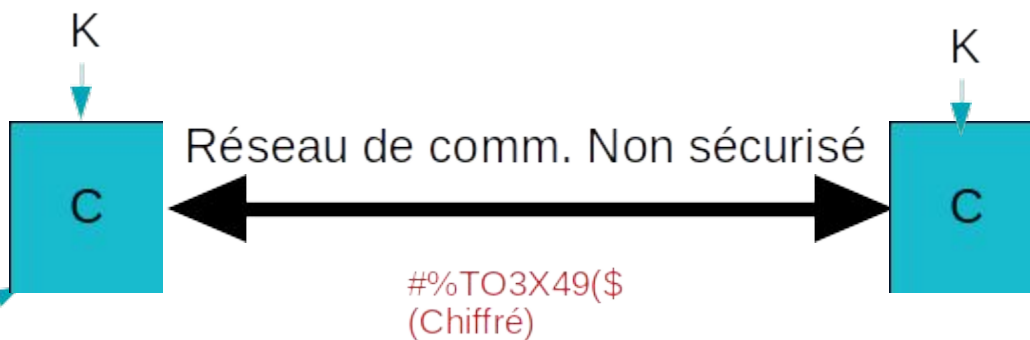 K
K
Réseau de comm. Non sécurisé
C
C
#%TO3X49($
(Chiffré)